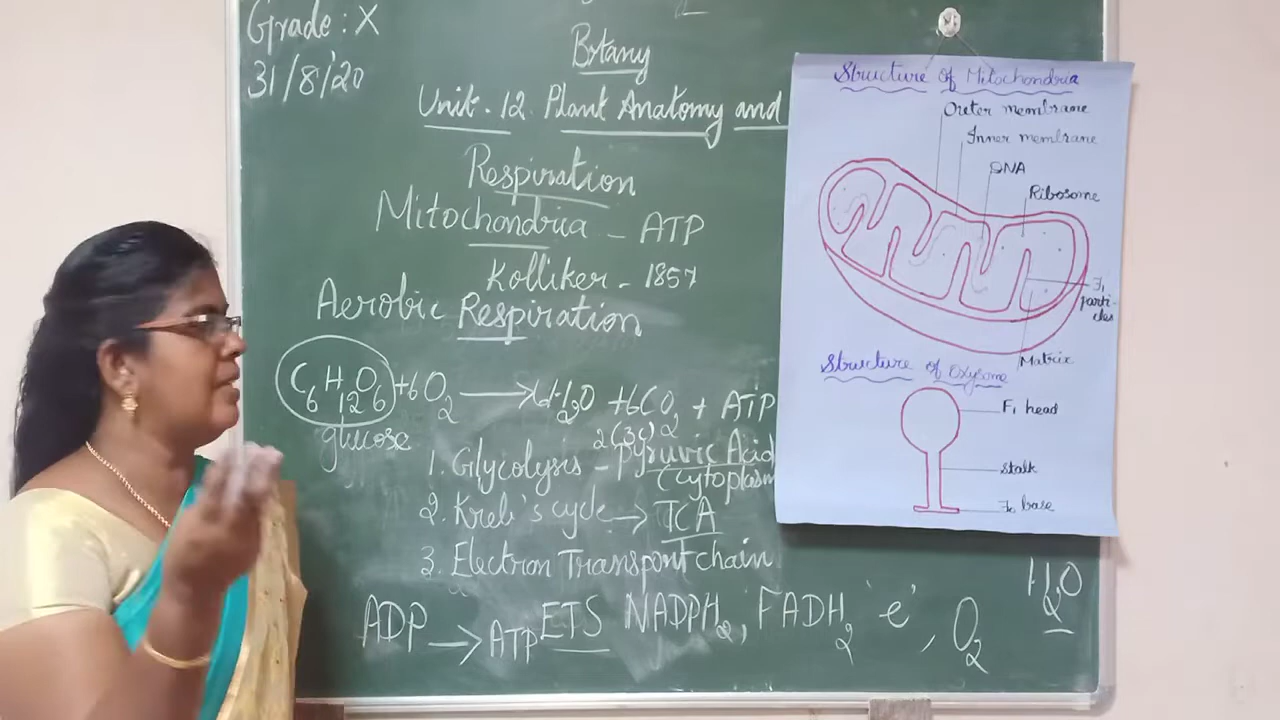 Grade : X
31/8/20
Botany
Unit - 12. Plant Anatomy and
Respiration
Mitochondria - ATP
Kolliker - 1857
Aerobic Respiration
C6H12O6 + 6O2 → 6H2O + 6CO2 + ATP
glucose
2(3C)
1. Glycolysis - Pyruvic Acid
(cytoplasm
2. Kreb's cycle → TCA
3. Electron Transport chain
ADP → ATP ETS NADPH2, FADH2 'e', O2
H2O
Structure of Mitochondria
Outer membrane
Inner membrane
DNA
Ribosome
F1 parti-
cles
Matrix
Structure of Oxysome
F1 head
Stalk
F0 base